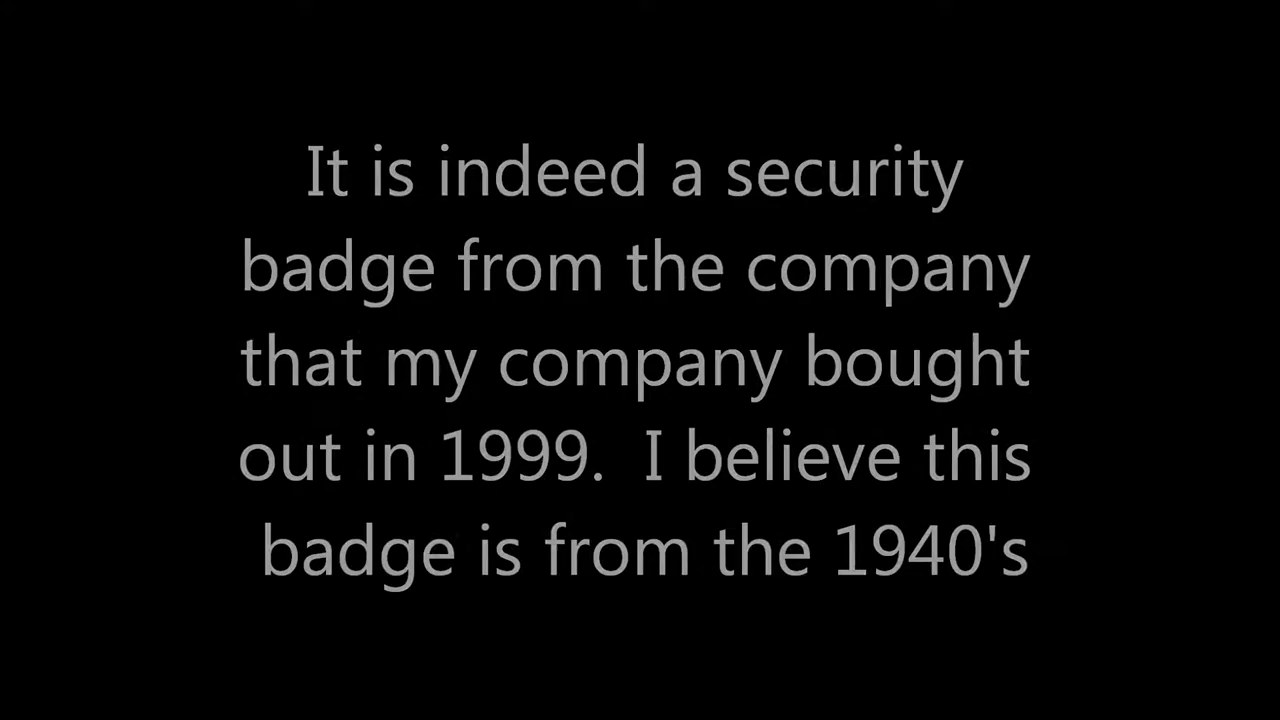 It is indeed a security
badge from the company
that my company bought
out in 1999.  I believe this
badge is from the 1940's